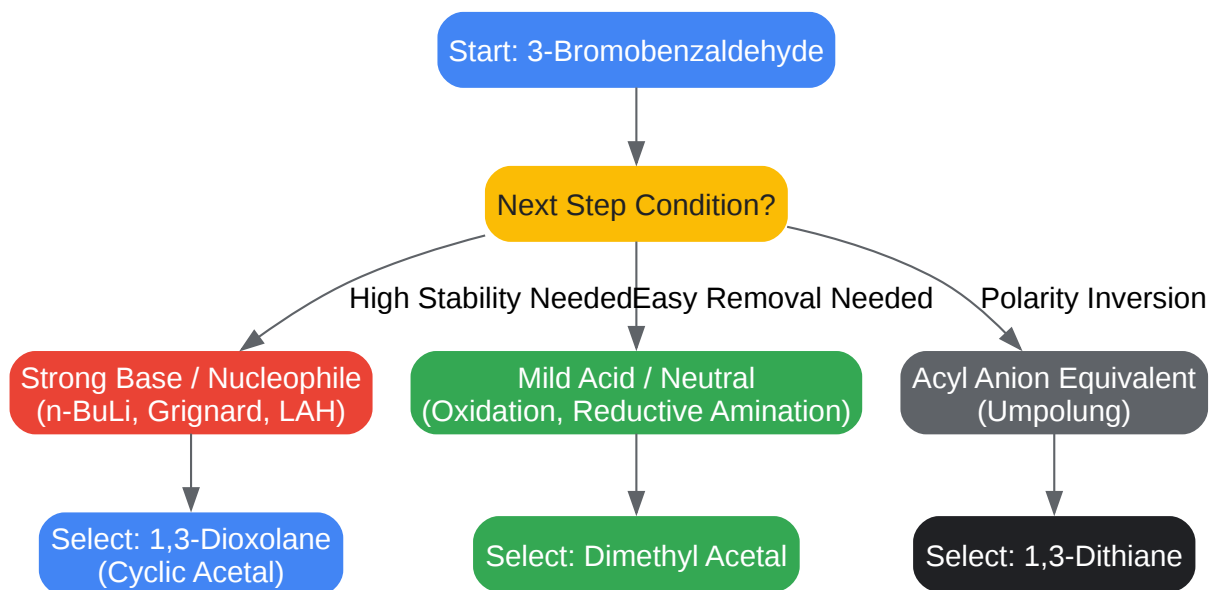 Start: 3-Bromobenzaldehyde
Next Step Condition?
High Stability Needed
Easy Removal Needed
Polarity Inversion
Strong Base / Nucleophile
(n-BuLi, Grignard, LAH)
Mild Acid / Neutral
(Oxidation, Reductive Amination)
Acyl Anion Equivalent
(Umpolung)
Select: 1,3-Dioxolane
(Cyclic Acetal)
Select: Dimethyl Acetal
Select: 1,3-Dithiane